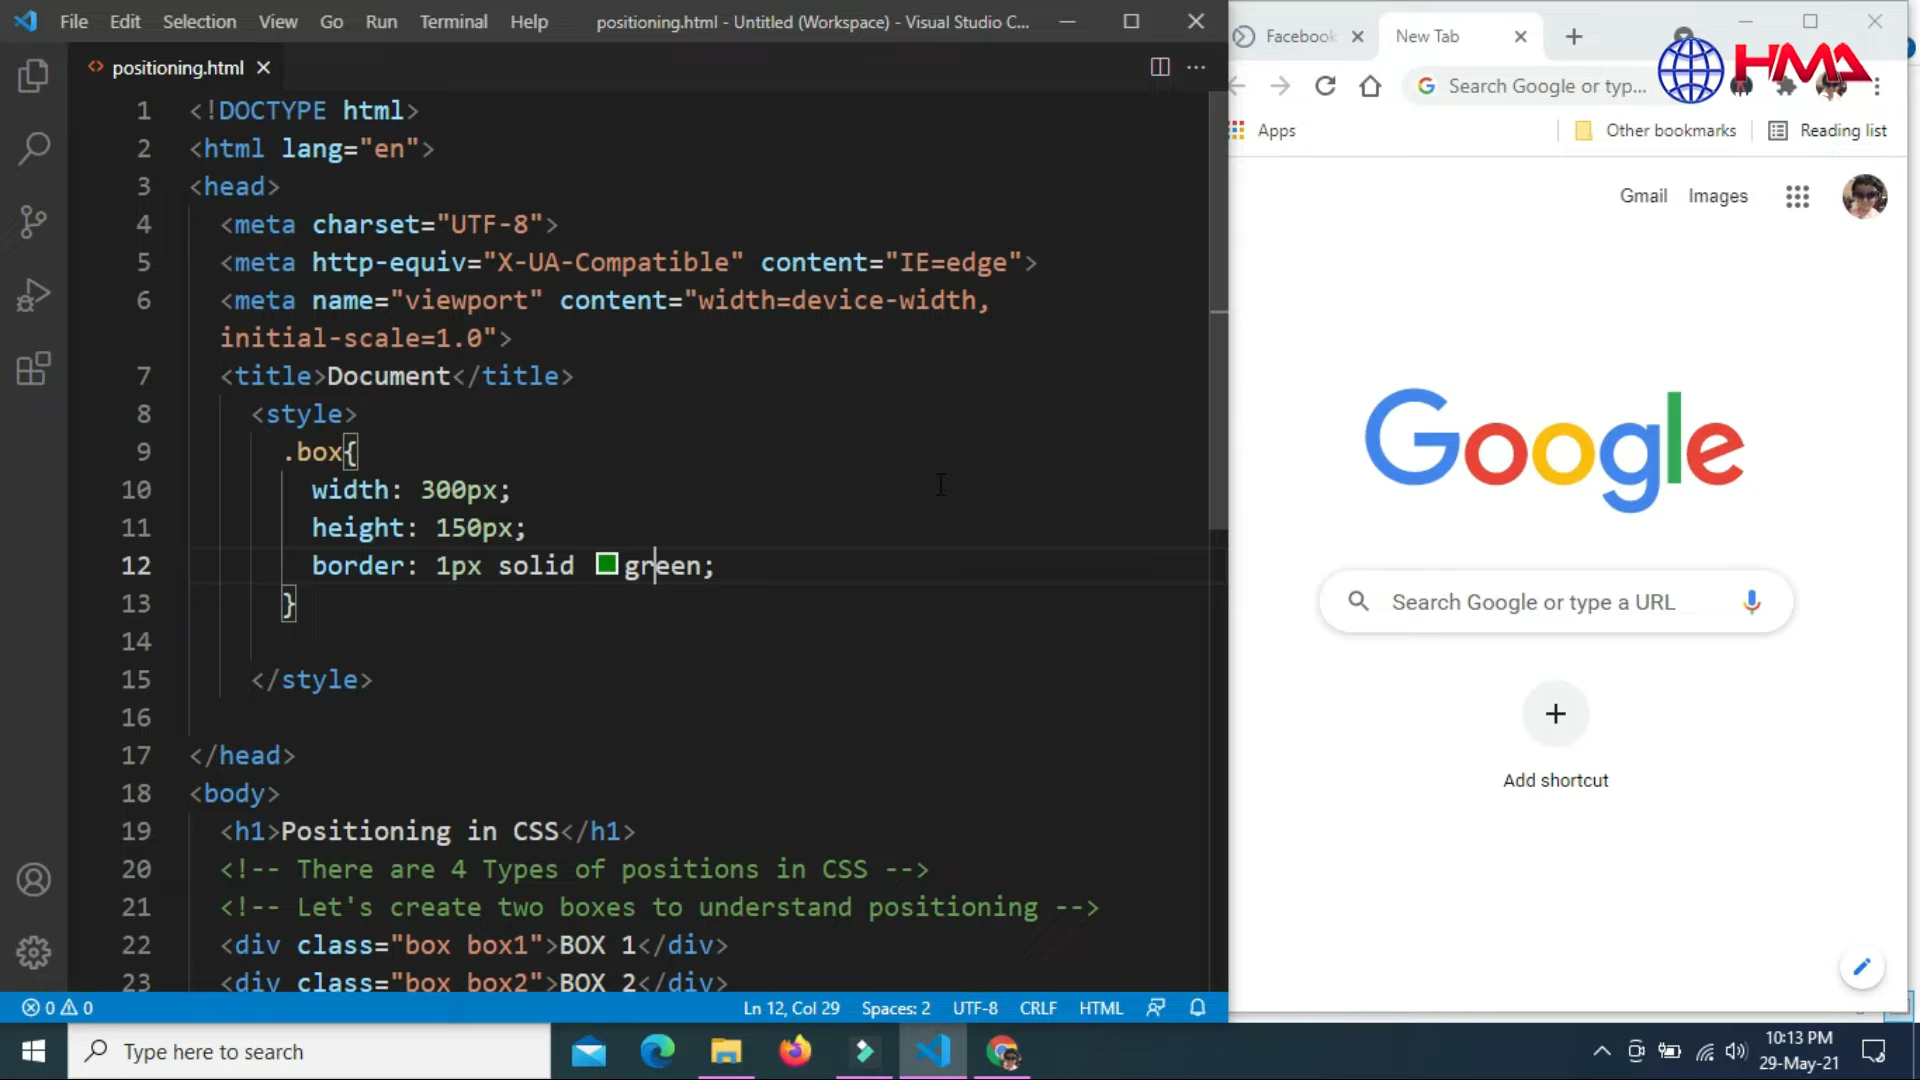 File Edit Selection View Go Run Terminal Help positioning.html - Untitled (Workspace) - Visual Studio C...
positioning.html
1 <!DOCTYPE html>
2 <html lang="en">
3 <head>
4 <meta charset="UTF-8">
5 <meta http-equiv="X-UA-Compatible" content="IE=edge">
6 <meta name="viewport" content="width=device-width,
initial-scale=1.0">
7 <title>Document</title>
8 <style>
9 .box{
10 width: 300px;
11 height: 150px;
12 border: 1px solid green;
13 }
14
15 </style>
16
17 </head>
18 <body>
19 <h1>Positioning in CSS</h1>
20 <!-- There are 4 Types of positions in CSS -->
21 <!-- Let's create two boxes to understand positioning -->
22 <div class="box box1">BOX 1</div>
23 <div class="box box2">BOX 2</div>
0 0 Ln 12, Col 29 Spaces: 2 UTF-8 CRLF HTML
Facebook New Tab
HMA
Search Google or typ...
Apps Other bookmarks Reading list
Gmail Images
Google
Search Google or type a URL
Add shortcut
Type here to search
10:13 PM
29-May-21